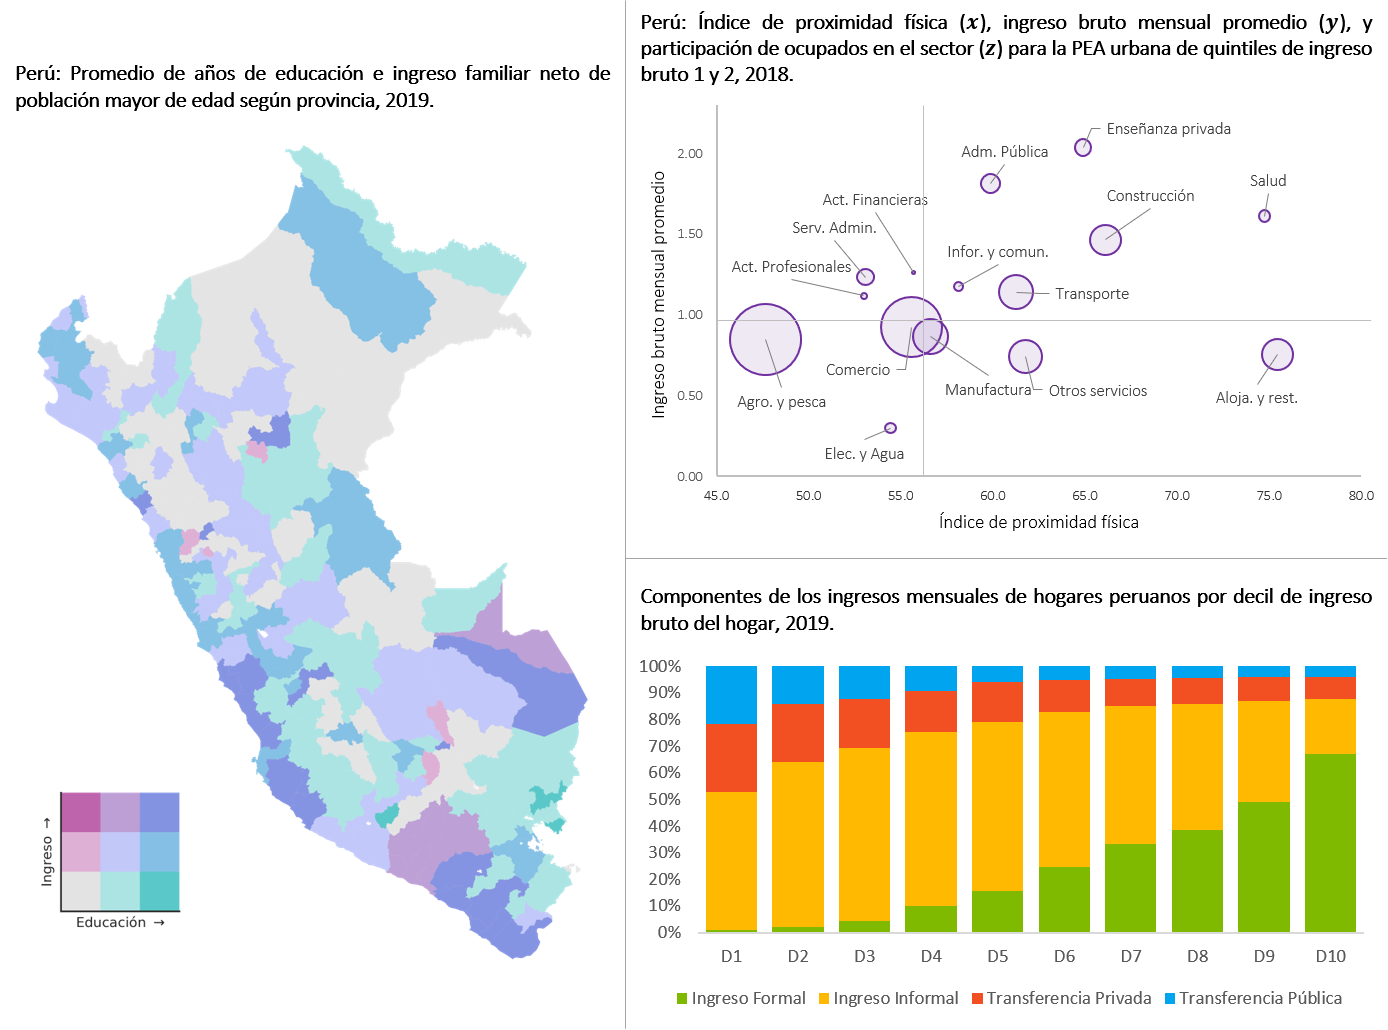 Perú: Promedio de años de educación e ingreso familiar neto de
población mayor de edad según provincia, 2019.
Ingreso →
Educación →
Perú: Índice de proximidad física (x), ingreso bruto mensual promedio (y), y
participación de ocupados en el sector (z) para la PEA urbana de quintiles de ingreso
bruto 1 y 2, 2018.
Ingreso bruto mensual promedio
2.00
1.50
1.00
0.50
0.00
Enseñanza privada
Adm. Pública
Salud
Act. Financieras
Construcción
Serv. Admin.
Infor. y comun.
Act. Profesionales
Transporte
Comercio
Manufactura
Otros servicios
Agro. y pesca
Aloja. y rest.
Elec. y Agua
45.0 50.0 55.0 60.0 65.0 70.0 75.0 80.0
Índice de proximidad física
Componentes de los ingresos mensuales de hogares peruanos por decil de ingreso
bruto del hogar, 2019.
100%
90%
80%
70%
60%
50%
40%
30%
20%
10%
0%
D1 D2 D3 D4 D5 D6 D7 D8 D9 D10
Ingreso Formal Ingreso Informal Transferencia Privada Transferencia Pública